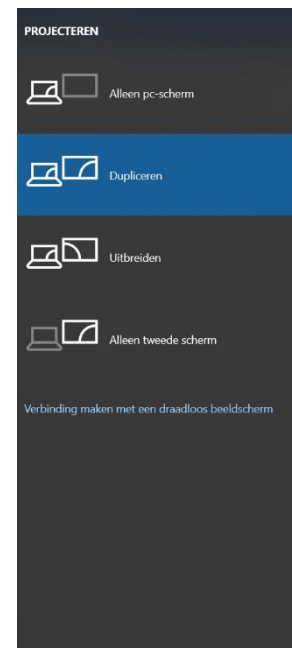 PROJECTEREN
Alleen pc-scherm
Dupliceren
Uitbreiden
Alleen tweede scherm
Verbinding maken met een draadloos beeldscherm